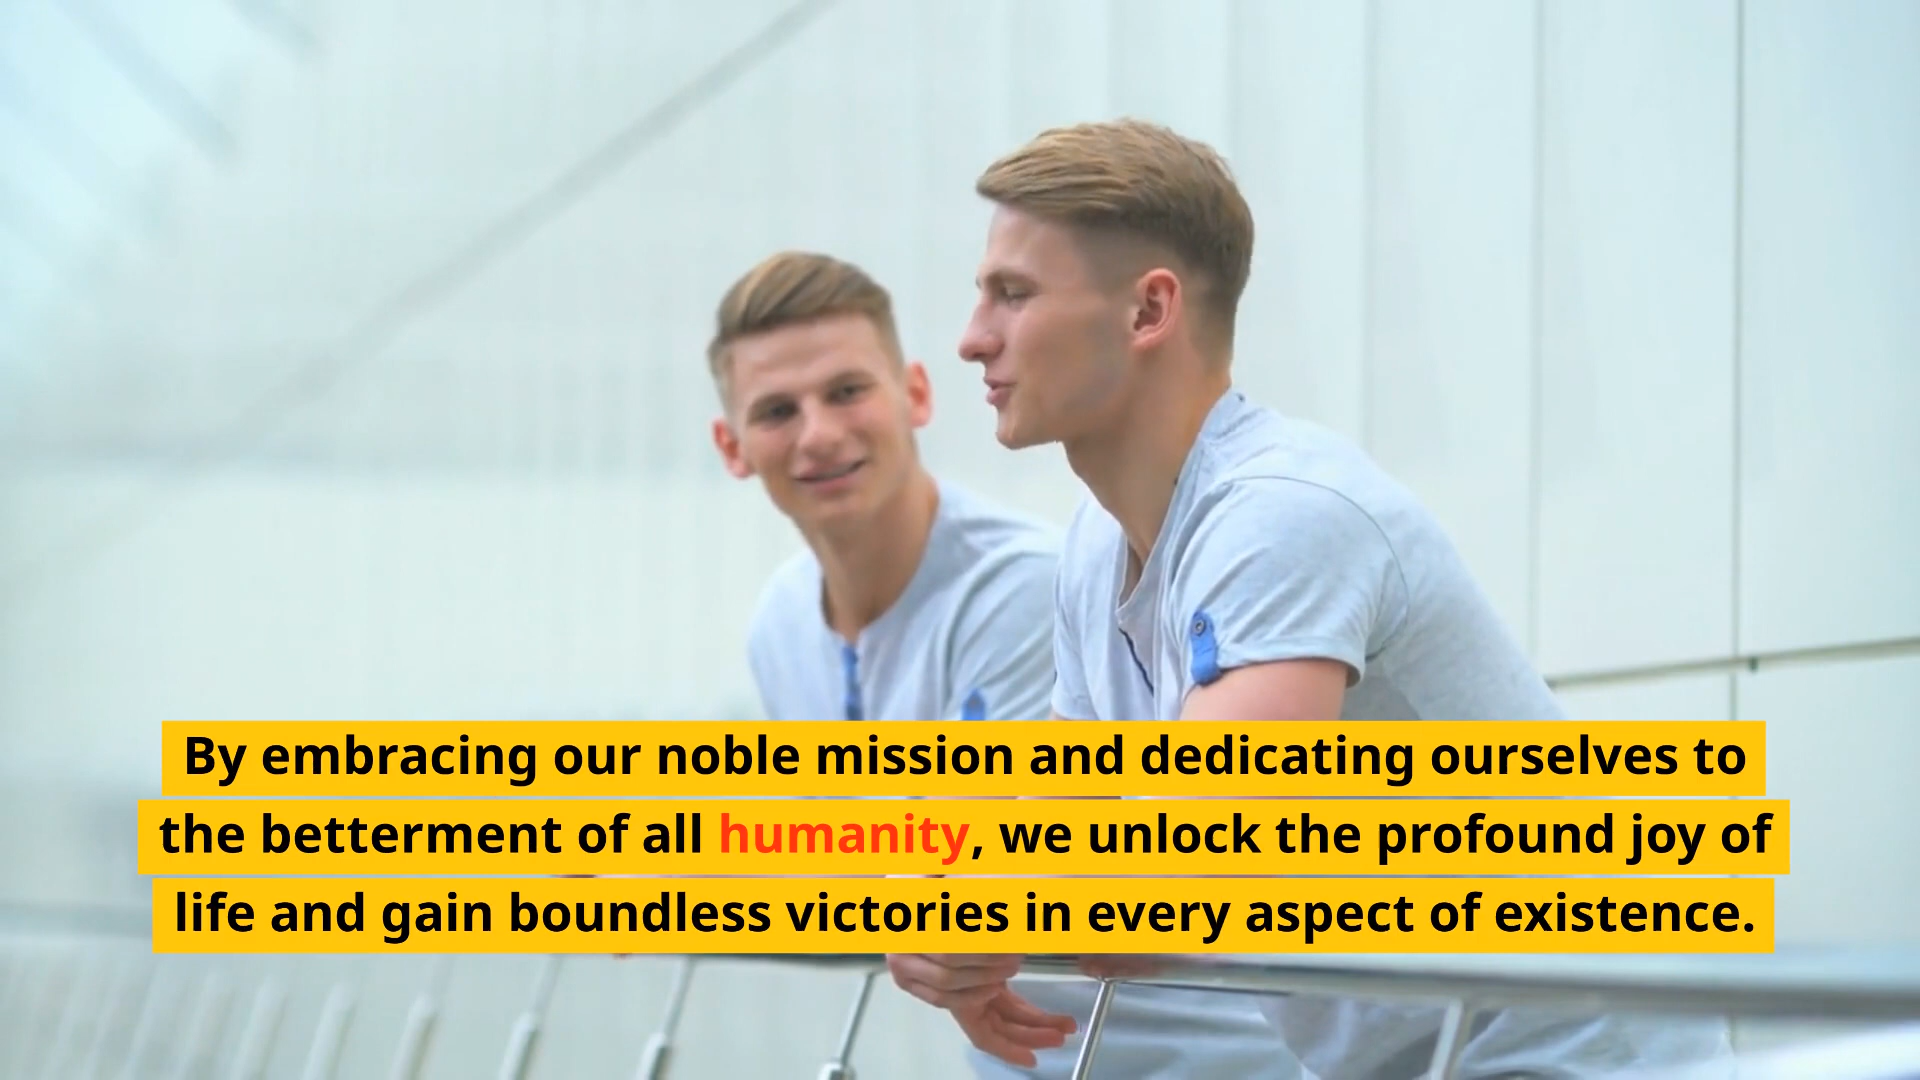 By embracing our noble mission and dedicating ourselves to
the betterment of all humanity, we unlock the profound joy of
life and gain boundless victories in every aspect of existence.